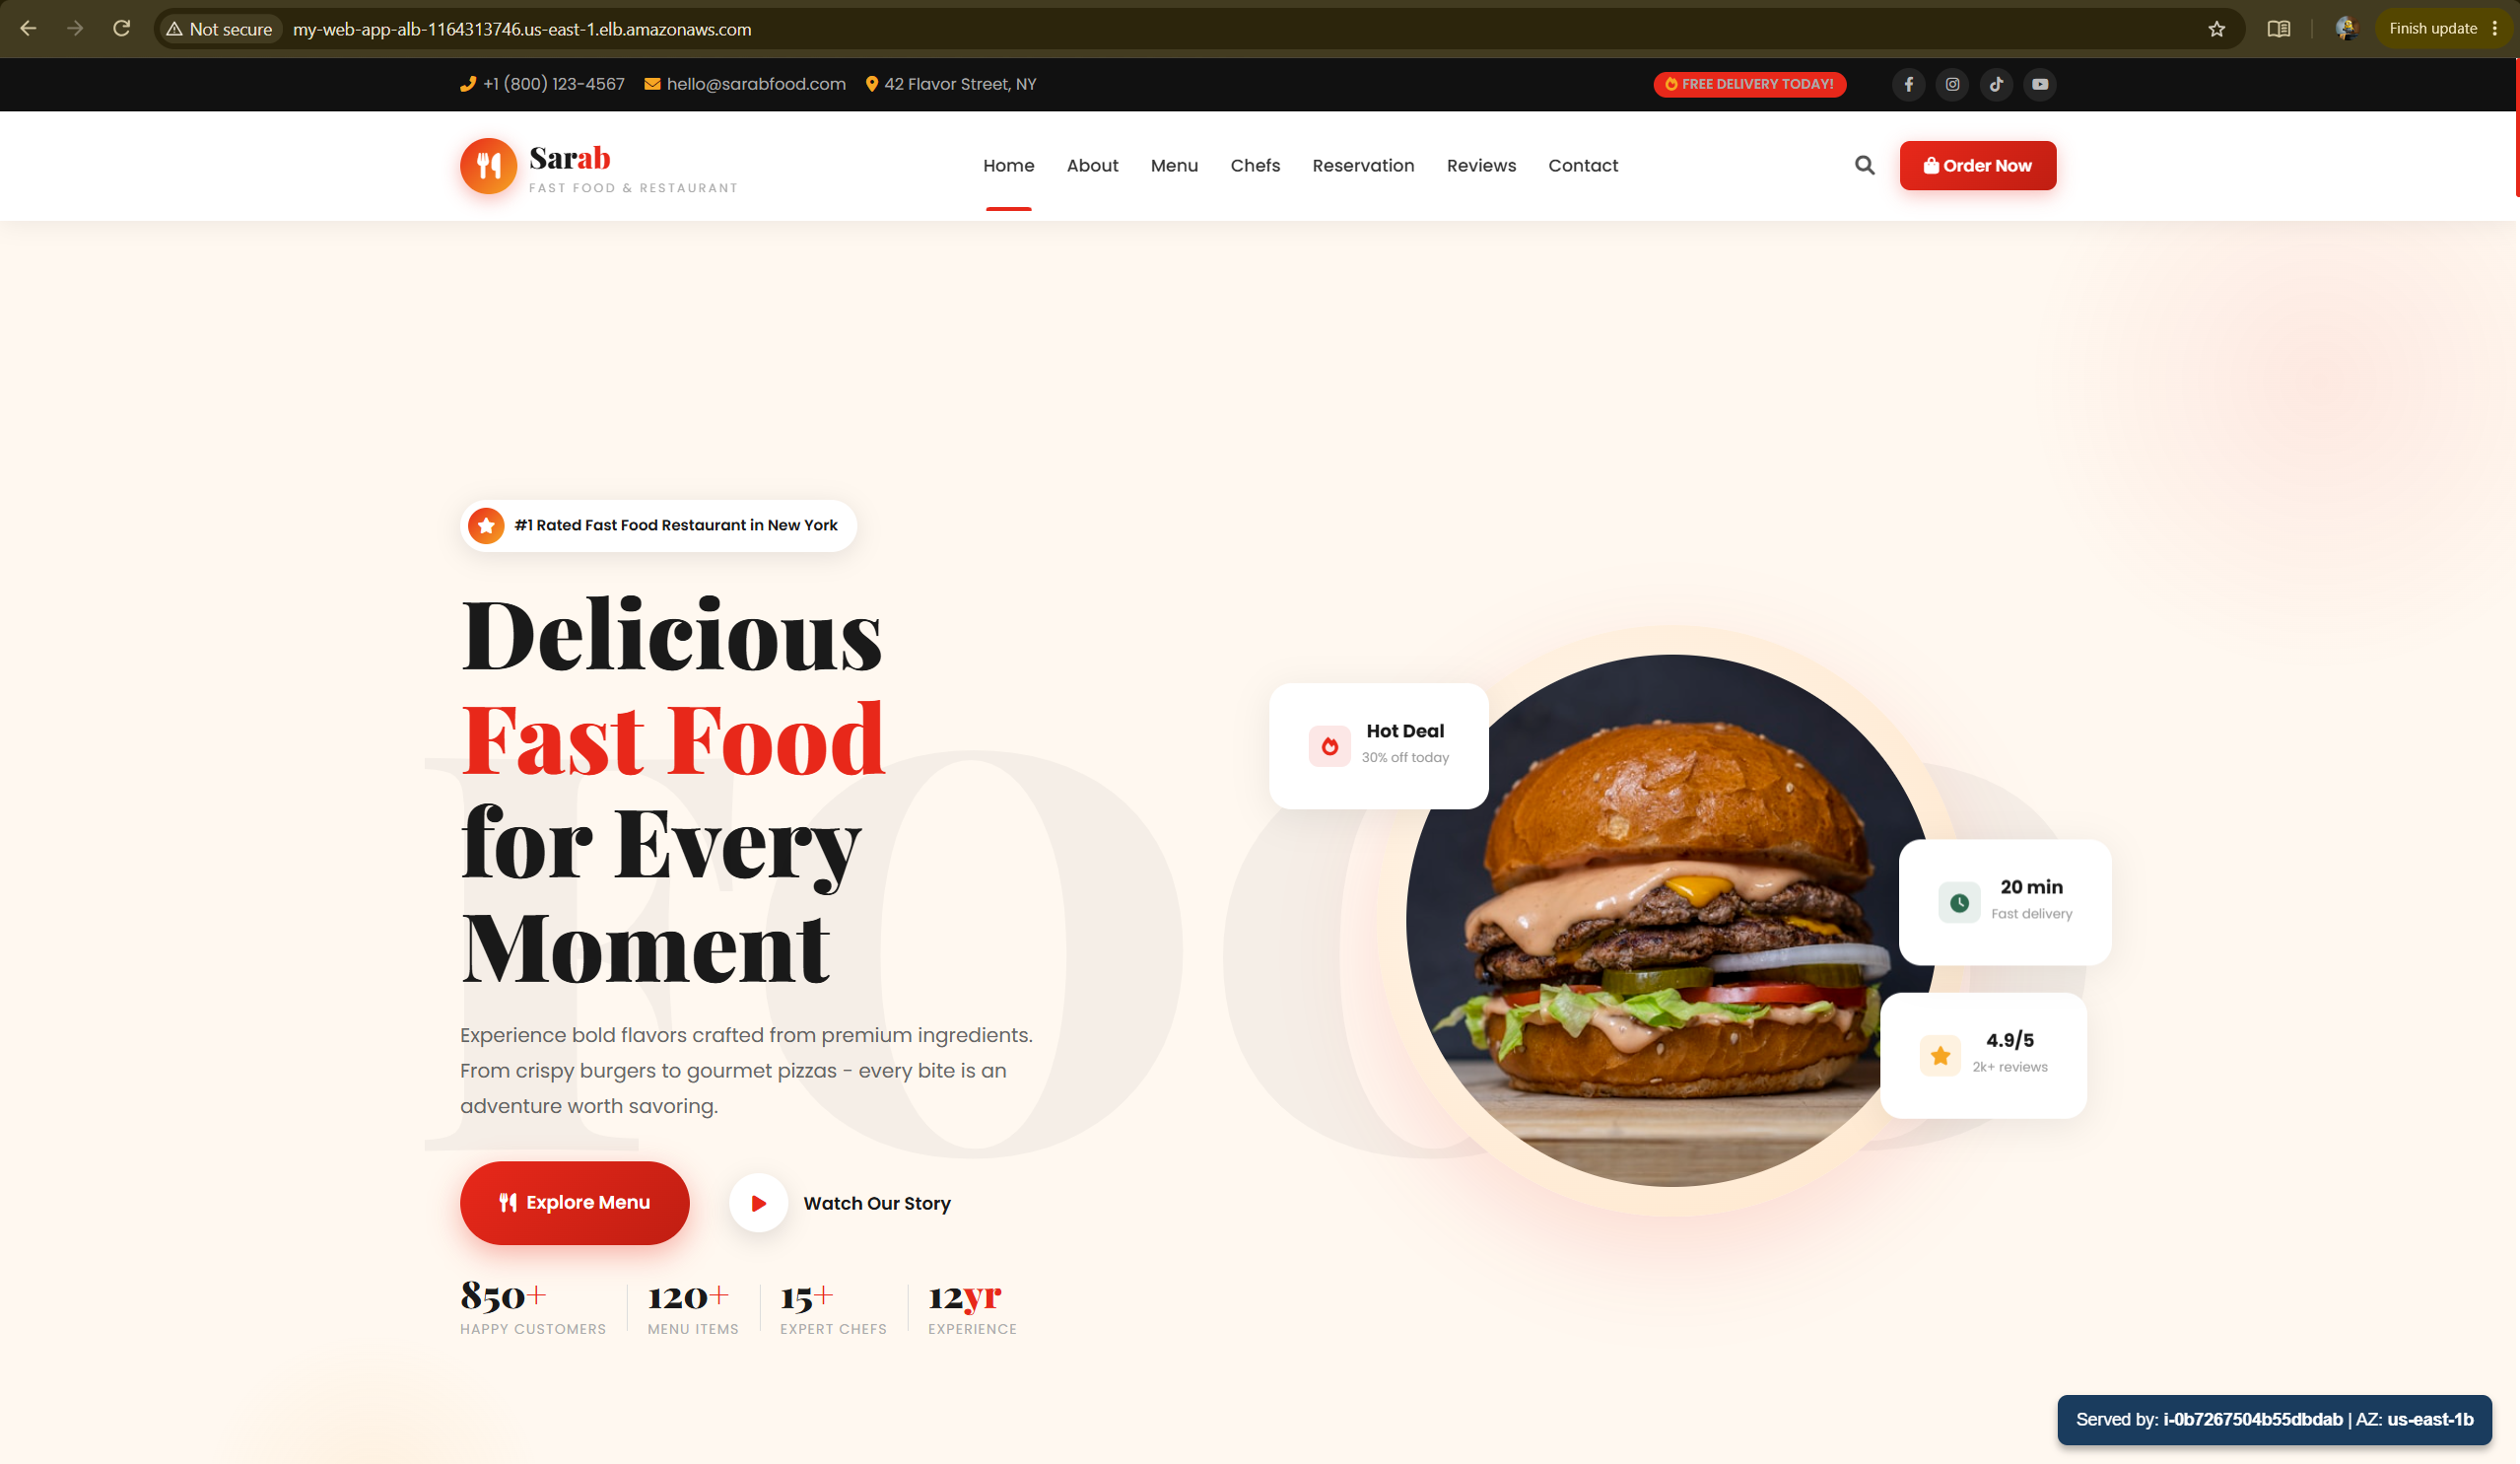 Not secure
my-web-app-alb-1164313746.us-east-1.elb.amazonaws.com
Finish update
+1 (800) 123-4567
hello@sarabfood.com
42 Flavor Street, NY
FREE DELIVERY TODAY!
Sarab
FAST FOOD & RESTAURANT
Home
About
Menu
Chefs
Reservation
Reviews
Contact
Order Now
#1 Rated Fast Food Restaurant in New York
Delicious
Fast Food
for Every
Moment
FOOD
Experience bold flavors crafted from premium ingredients.
From crispy burgers to gourmet pizzas - every bite is an
adventure worth savoring.
Explore Menu
Watch Our Story
850+
HAPPY CUSTOMERS
120+
MENU ITEMS
15+
EXPERT CHEFS
12yr
EXPERIENCE
Hot Deal
30% off today
20 min
Fast delivery
4.9/5
2k+ reviews
Served by: i-0b7267504b55dbdab | AZ: us-east-1b